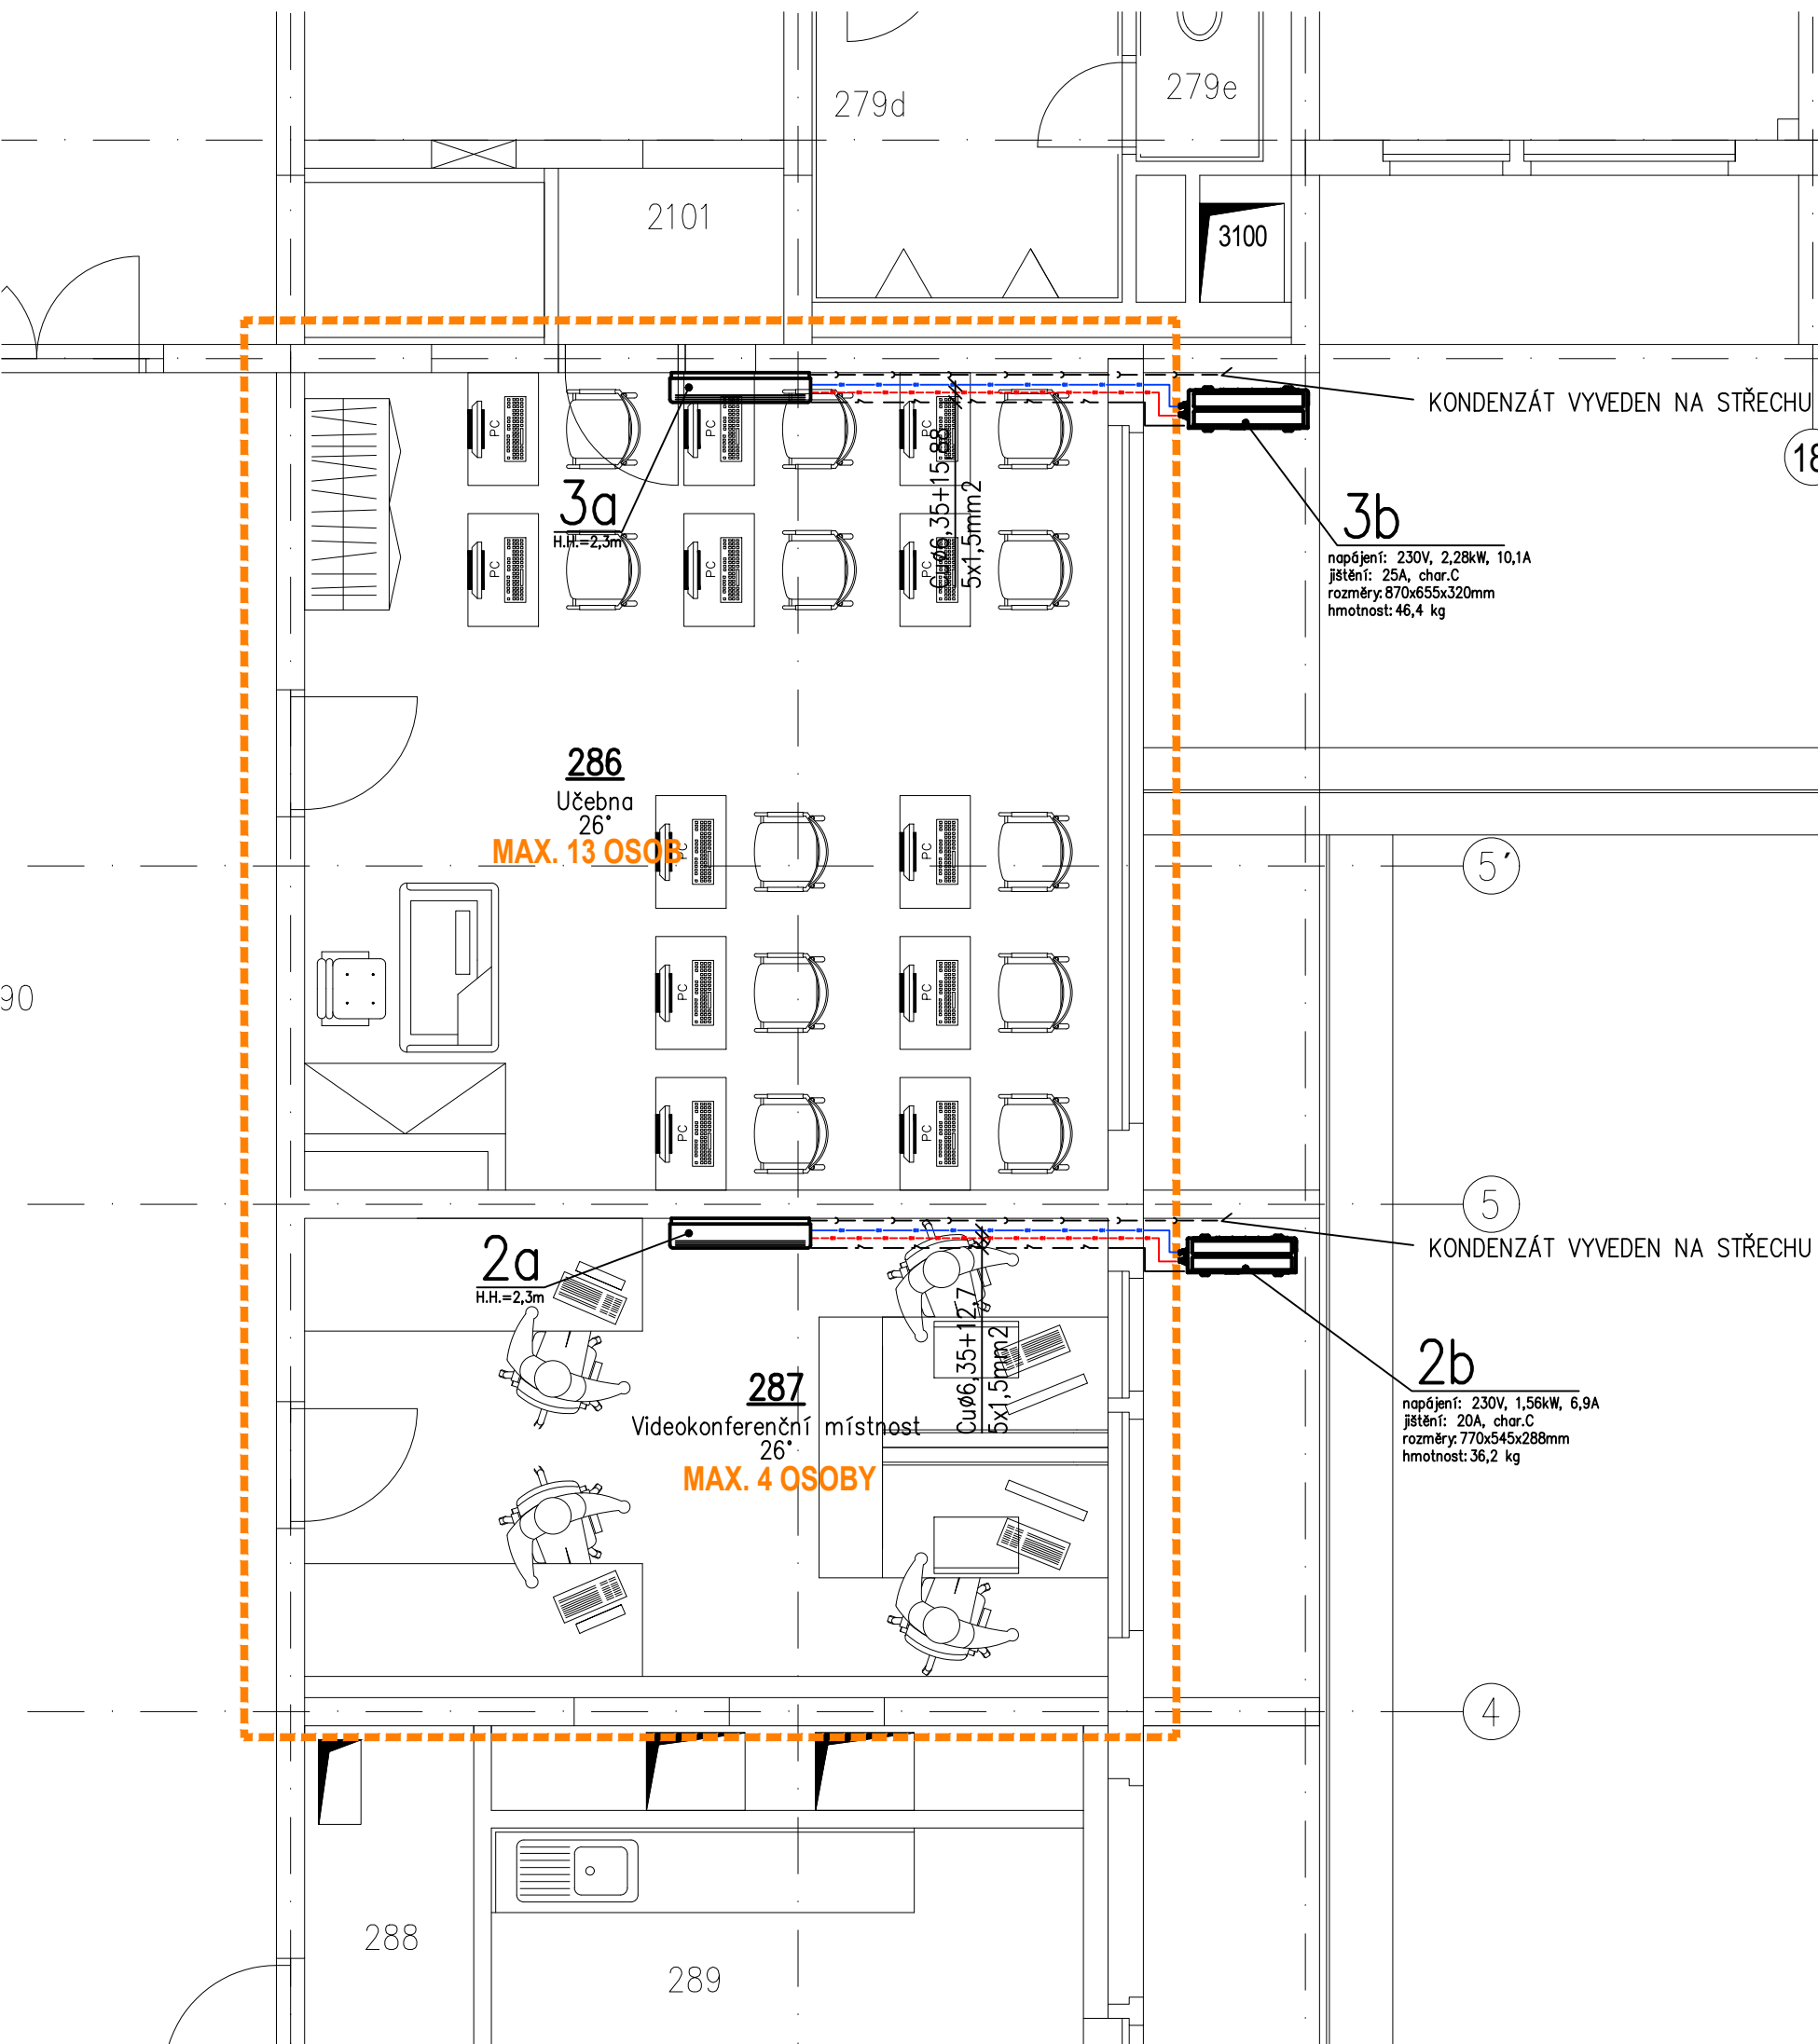 279d
279e
2101
3100
KONDENZÁT VYVEDEN NA STŘECHU
18
PC
PC
PC
3a
H.H.=2,3m
Cuø6,35+15,88
5x1,5mm2
3b
napájení: 230V, 2,28kW, 10,1A
jištění: 25A, char.C
rozměry: 870x655x320mm
hmotnost: 46,4 kg
PC
PC
PC
286
Učebna
26°
MAX. 13 OSOB
PC
PC
5´
90
PC
PC
PC
PC
5
KONDENZÁT VYVEDEN NA STŘECHU
2a
H.H.=2,3m
Cuø6,35+12,7
5x1,5mm2
2b
napájení: 230V, 1,56kW, 6,9A
jištění: 20A, char.C
rozměry: 770x545x288mm
hmotnost: 36,2 kg
287
Videokonferenční místnost
26°
MAX. 4 OSOBY
4
288
289